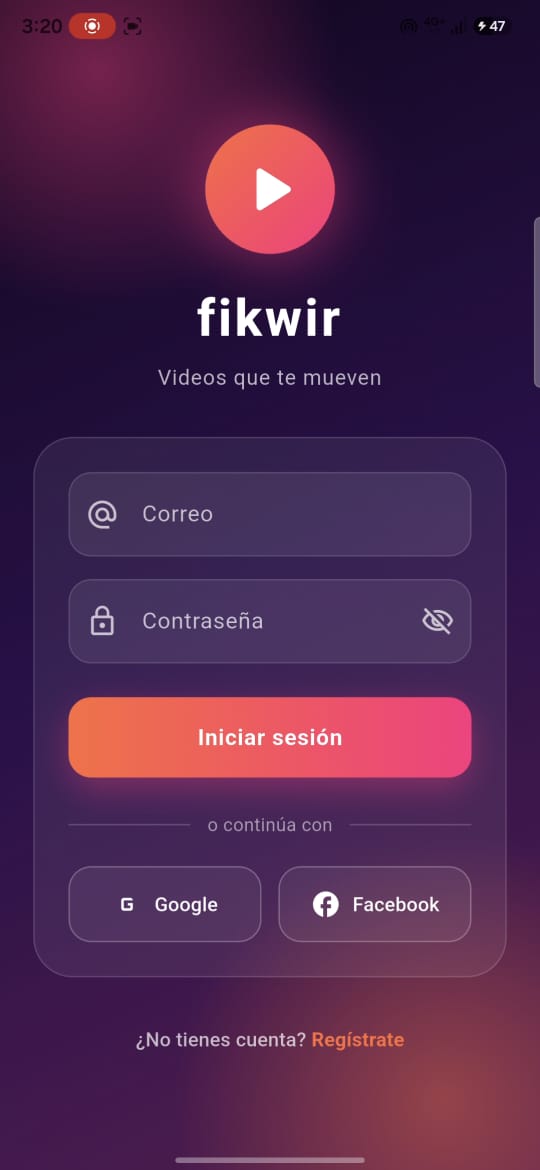 3:20 4G+ 47
fikwir
Videos que te mueven
Correo
Contraseña
Iniciar sesión
o continúa con
G Google Facebook
¿No tienes cuenta? Regístrate